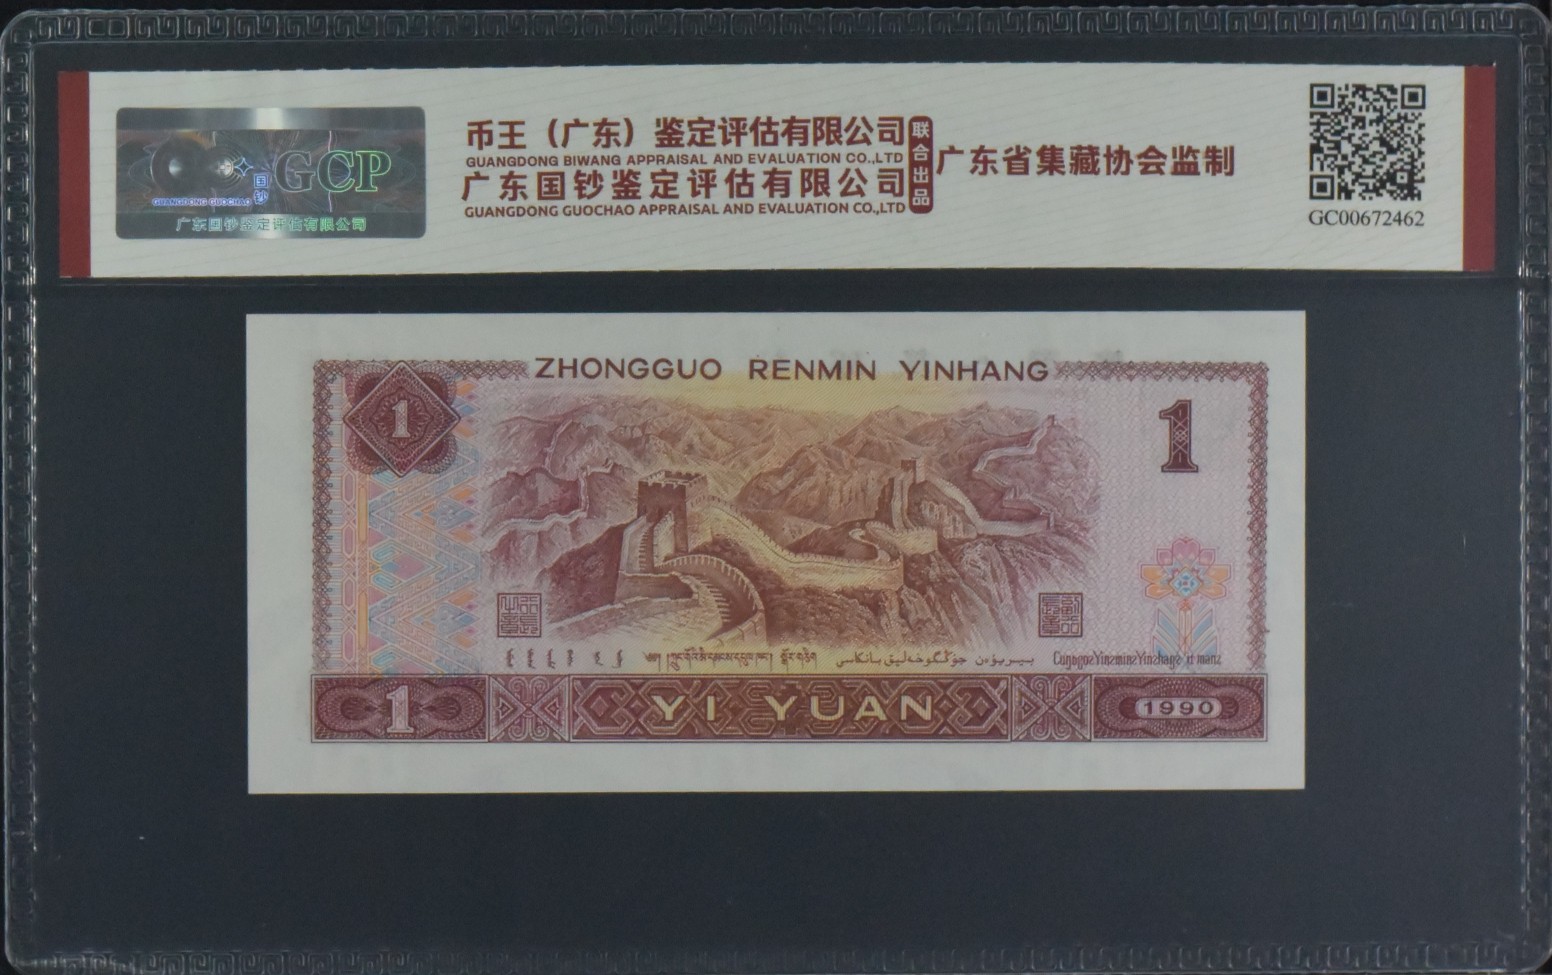 GCP
国钞
GUANGDONG GUOCHAO
广东国钞鉴定评估有限公司
币王（广东）鉴定评估有限公司
GUANGDONG BIWANG APPRAISAL AND EVALUATION CO.,LTD
广东国钞鉴定评估有限公司
GUANGDONG GUOCHAO APPRAISAL AND EVALUATION CO.,LTD
联合出品
广东省集藏协会监制
GC00672462
ZHONGGUO RENMIN YINHANG
1
1
1
YI YUAN
1990